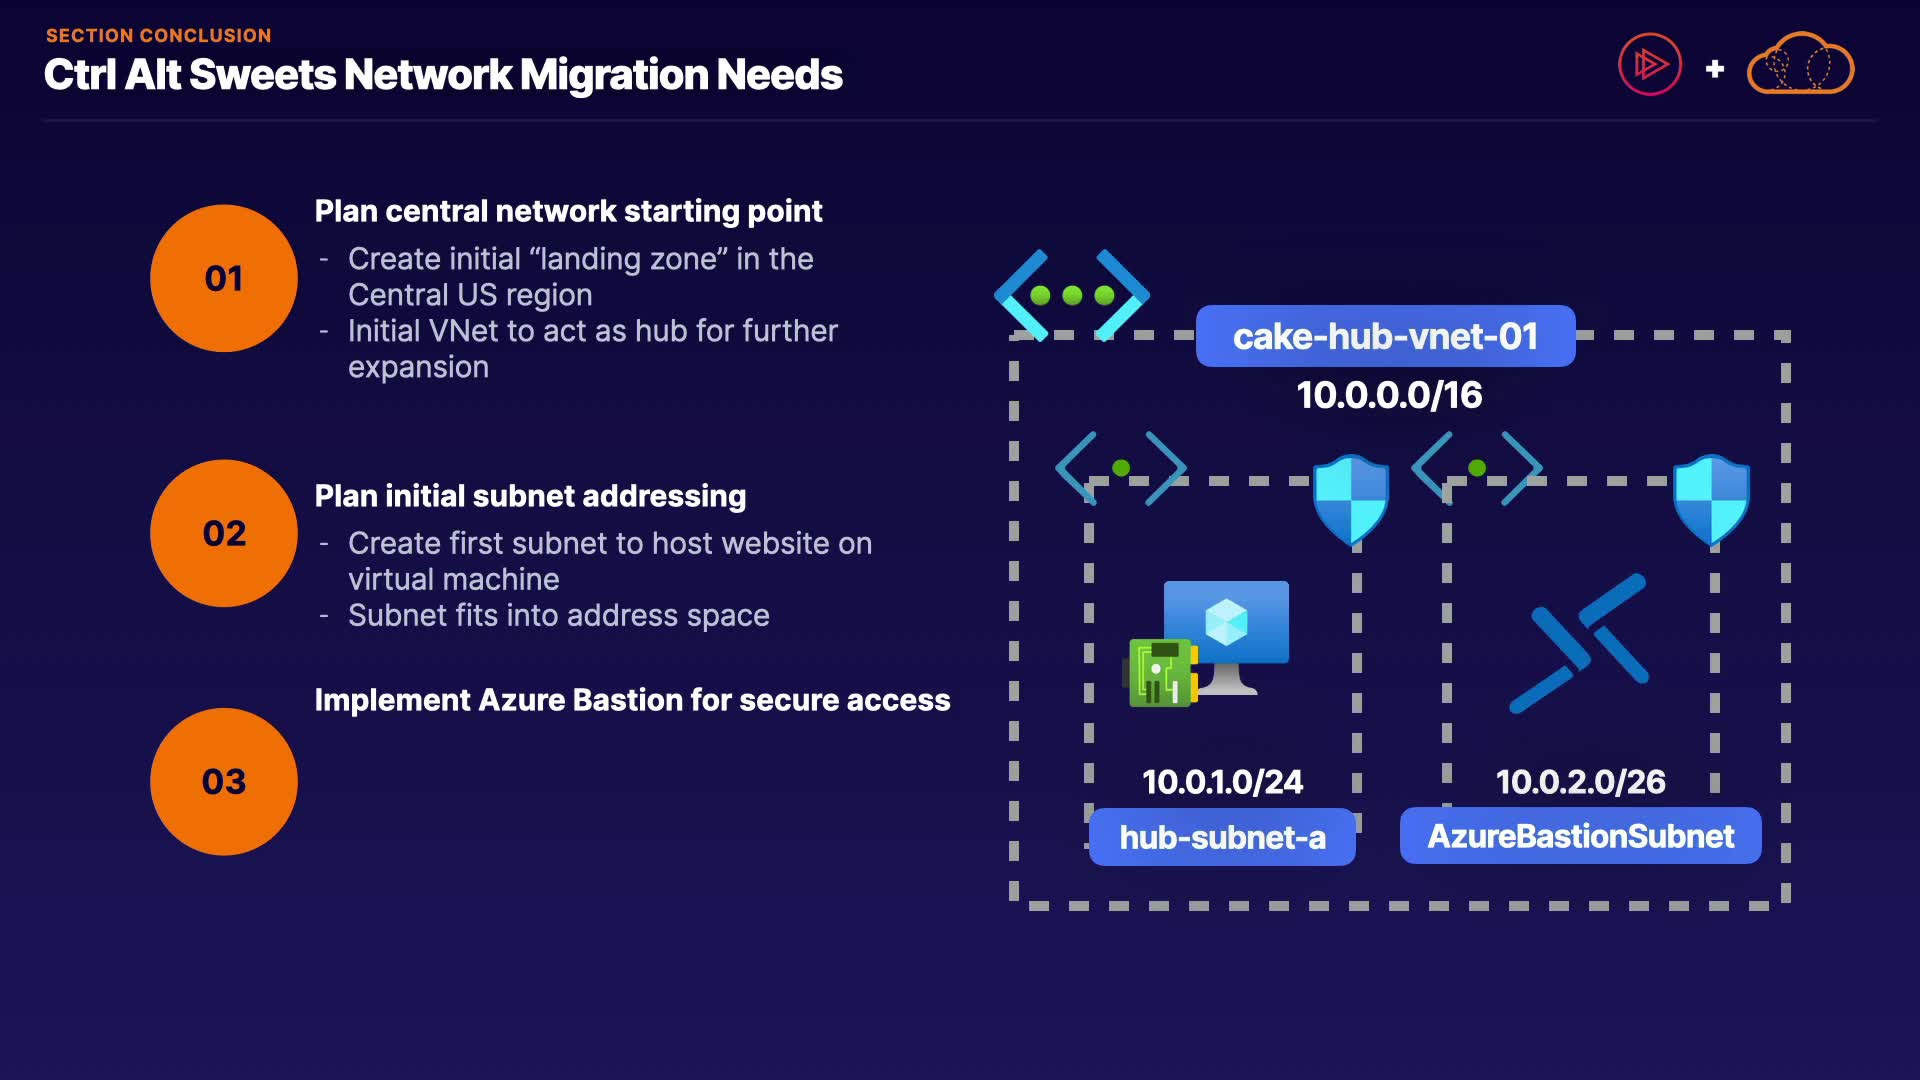 SECTION CONCLUSION
Ctrl Alt Sweets Network Migration Needs
+
01
Plan central network starting point
- Create initial “landing zone” in the
Central US region
- Initial VNet to act as hub for further
expansion
02
Plan initial subnet addressing
- Create first subnet to host website on
virtual machine
- Subnet fits into address space
03
Implement Azure Bastion for secure access
cake-hub-vnet-01
10.0.0.0/16
10.0.1.0/24
hub-subnet-a
10.0.2.0/26
AzureBastionSubnet